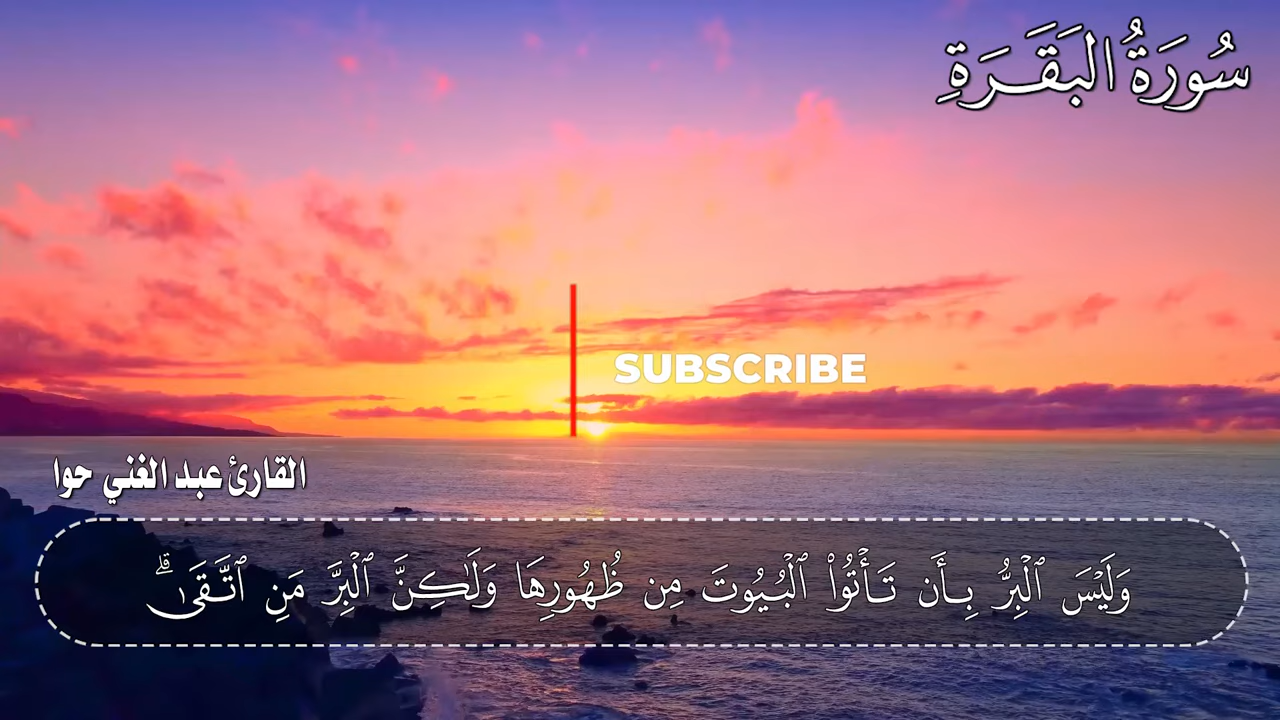 سُورَةُ البَقَرَةِ
SUBSCRIBE
القارئ عبد الغني حوا
وَلَيۡسَ ٱلۡبِرُّ بِأَن تَأۡتُواْ ٱلۡبُيُوتَ مِن ظُهُورِهَا وَلَٰكِنَّ ٱلۡبِرَّ مَنِ ٱتَّقَىٰۗ